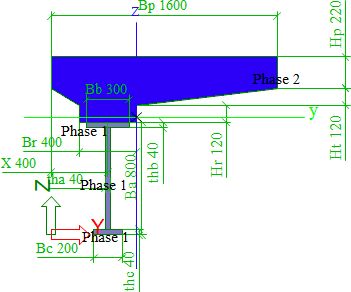 Bp 1600
Z
Hp 220
Phase 2
Bb 300
y
Phase 1
Br 400
Hr 120
Ht 120
thb 40
Ba 800
X 400
tha 40
Phase 1
Z
Y
Phase 1
Bc 200
thc 40